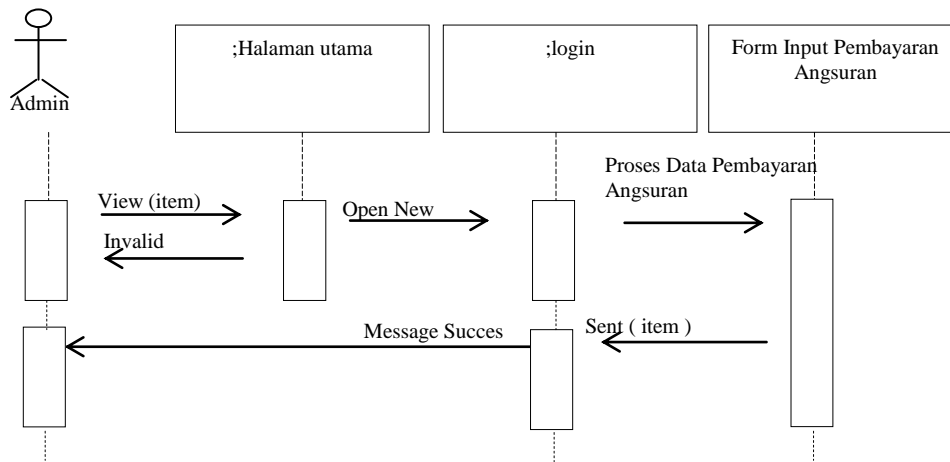 ;Halaman utama
;login
Form Input Pembayaran
Angsuran
Admin
Proses Data Pembayaran
Angsuran
View (item)
Open New
Invalid
Sent ( item )
Message Succes